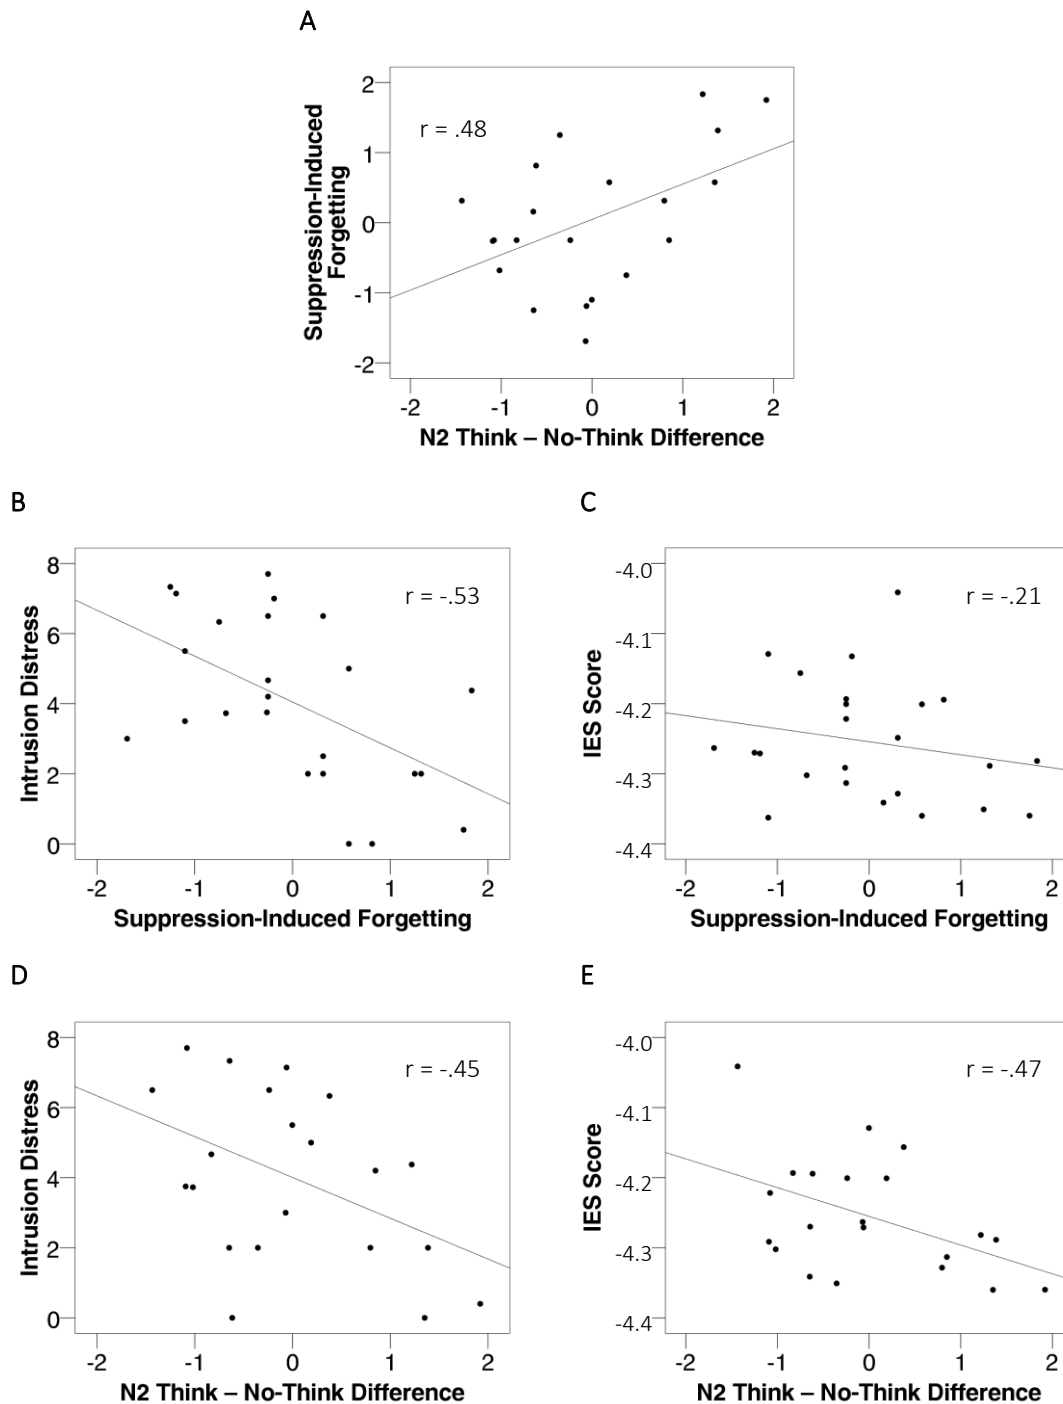 A
Suppression-Induced
Forgetting
2
1
0
-1
-2
r = .48
-2 -1 0 1 2
N2 Think – No-Think Difference
B
Intrusion Distress
8
6
4
2
0
r = -.53
-2 -1 0 1 2
Suppression-Induced Forgetting
C
IES Score
-4.0
-4.1
-4.2
-4.3
-4.4
r = -.21
-2 -1 0 1 2
Suppression-Induced Forgetting
D
Intrusion Distress
8
6
4
2
0
r = -.45
-2 -1 0 1 2
N2 Think – No-Think Difference
E
IES Score
-4.0
-4.1
-4.2
-4.3
-4.4
r = -.47
-2 -1 0 1 2
N2 Think – No-Think Difference